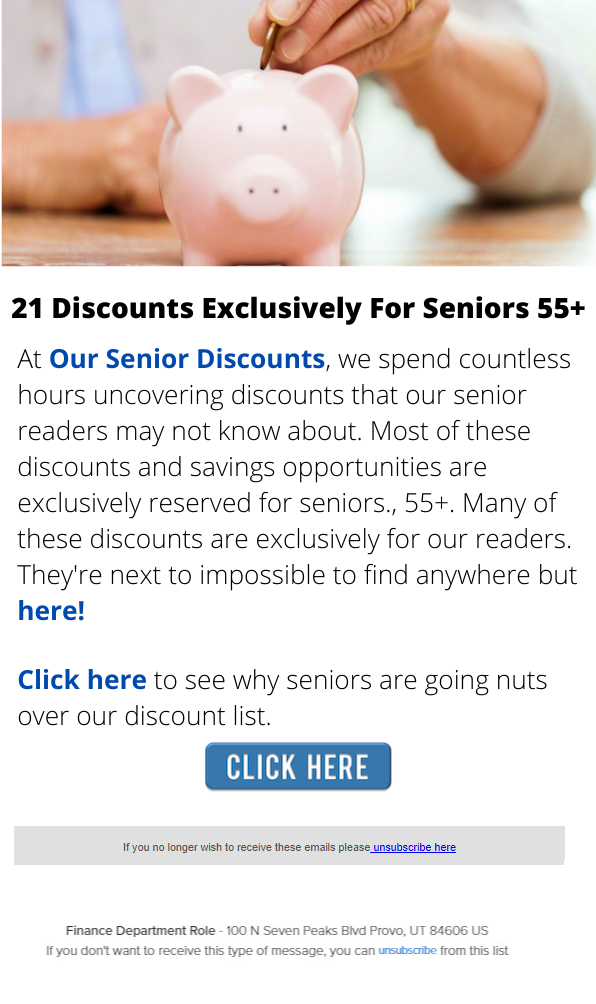 21 Discounts Exclusively For Seniors 55+
At Our Senior Discounts, we spend countless
hours uncovering discounts that our senior
readers may not know about. Most of these
discounts and savings opportunities are
exclusively reserved for seniors., 55+. Many of
these discounts are exclusively for our readers.
They're next to impossible to find anywhere but
here!
Click here to see why seniors are going nuts
over our discount list.
CLICK HERE
If you no longer wish to receive these emails please unsubscribe here
Finance Department Role - 100 N Seven Peaks Blvd Provo, UT 84606 US
If you don't want to receive this type of message, you can unsubscribe from this list